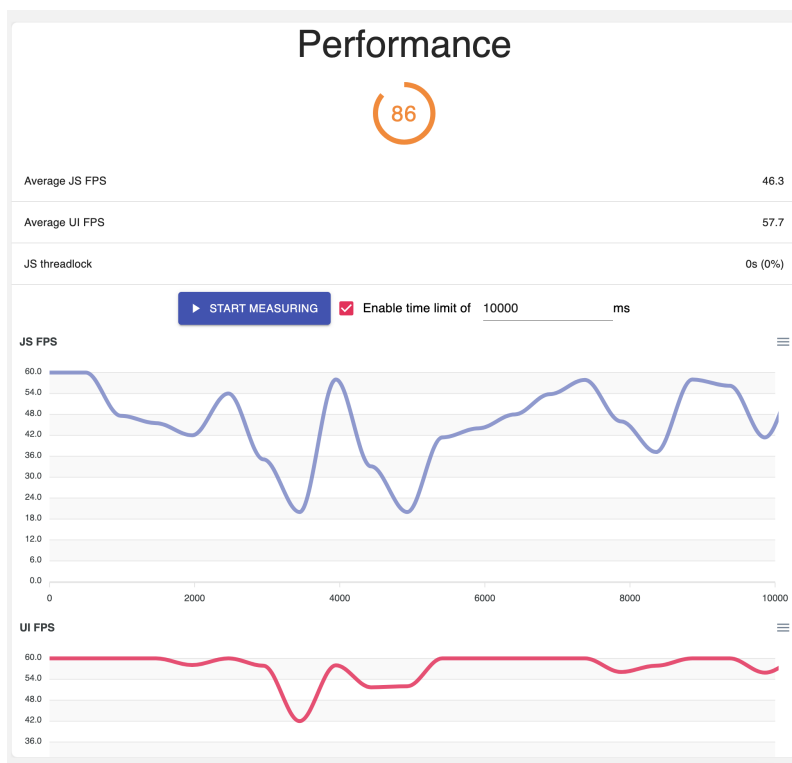 Performance
86
Average JS FPS 46.3
Average UI FPS 57.7
JS threadlock 0s (0%)
START MEASURING Enable time limit of 10000 ms
JS FPS
60.0
54.0
48.0
42.0
36.0
30.0
24.0
18.0
12.0
6.0
0.0
0 2000 4000 6000 8000 10000
UI FPS
60.0
54.0
48.0
42.0
36.0